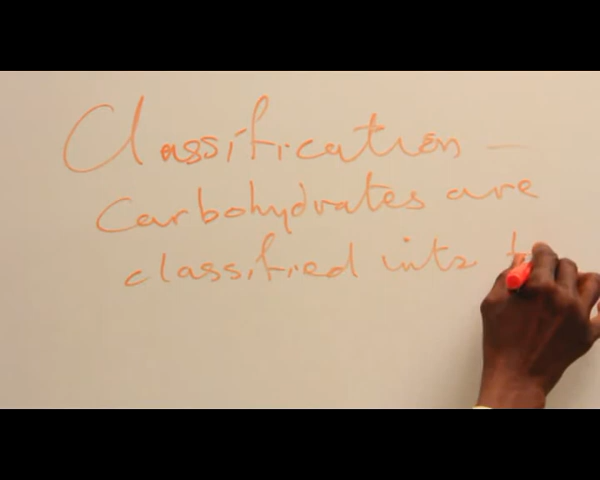 Classification —
Carbohydrates are
classified into